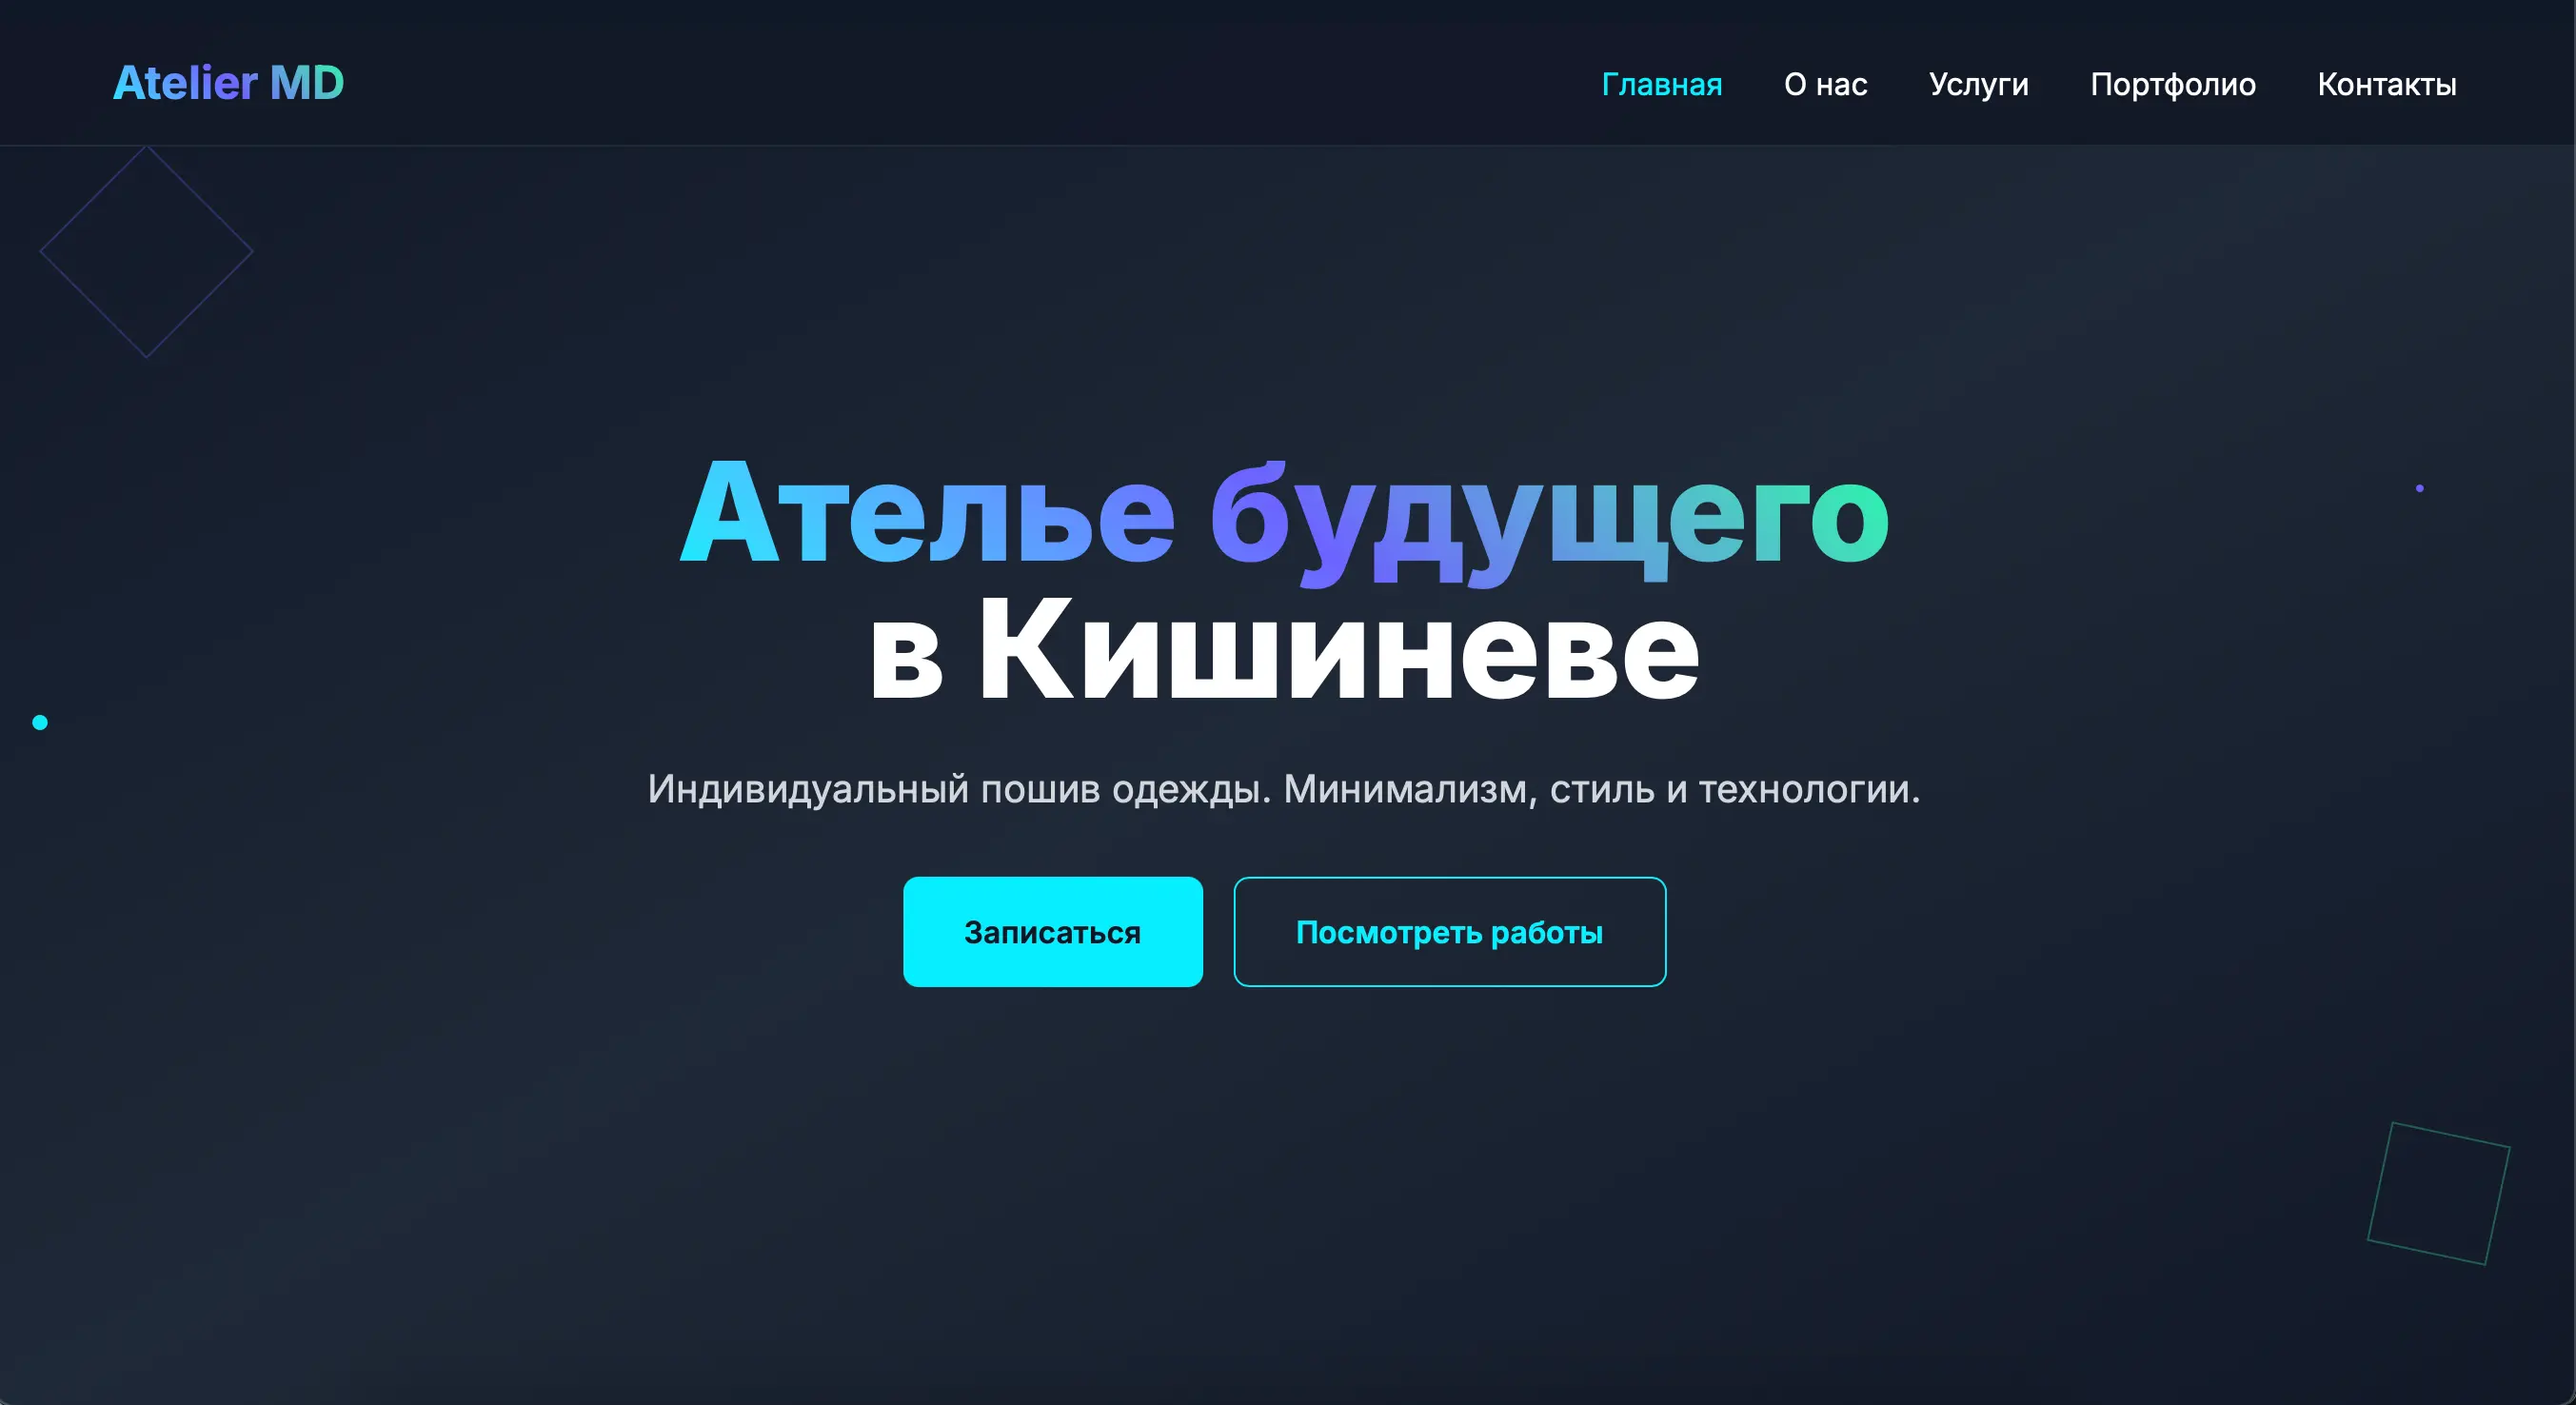 Atelier MD
Главная О нас Услуги Портфолио Контакты
Ателье будущего
в Кишиневе
Индивидуальный пошив одежды. Минимализм, стиль и технологии.
Записаться Посмотреть работы